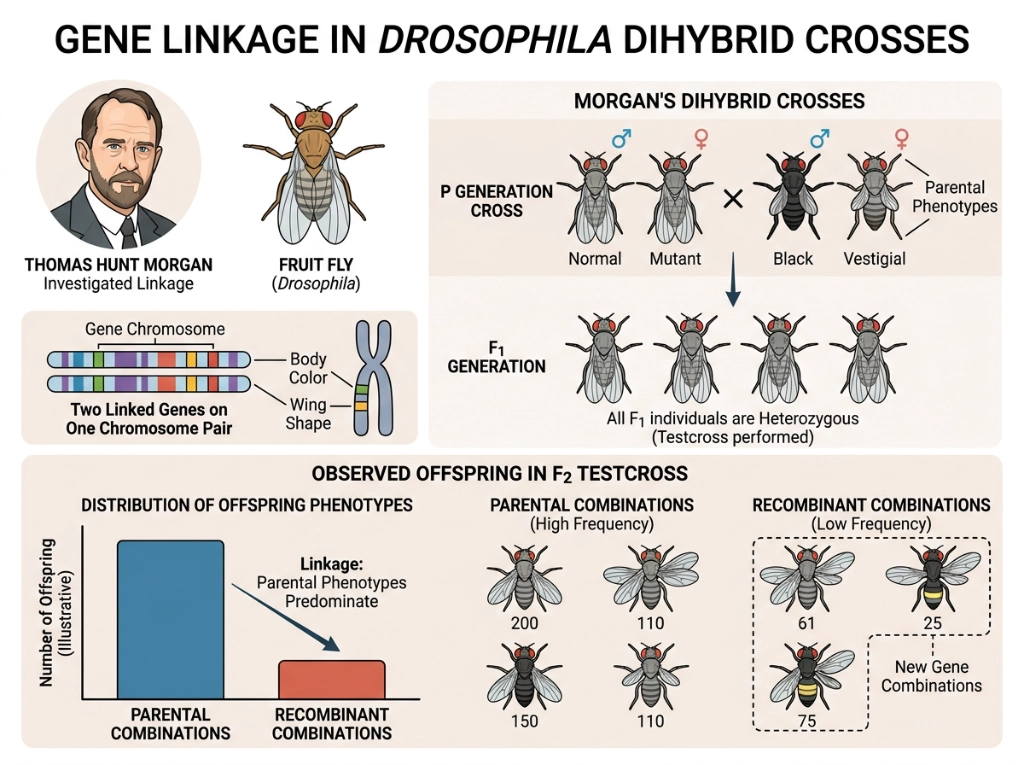 GENE LINKAGE IN DROSOPHILA DIHYBRID CROSSES
THOMAS HUNT MORGAN
Investigated Linkage
FRUIT FLY
(Drosophila)
MORGAN'S DIHYBRID CROSSES
♂
♀
♂
♀
P GENERATION
CROSS
×
Parental
Phenotypes
Normal
Mutant
Black
Vestigial
F₁
GENERATION
All F₁ individuals are Heterozygous
(Testcross performed)
Gene Chromosome
Body
Color
Wing
Shape
Two Linked Genes on
One Chromosome Pair
OBSERVED OFFSPRING IN F₂ TESTCROSS
DISTRIBUTION OF OFFSPRING PHENOTYPES
Number of Offspring
(Illustrative)
Linkage:
Parental Phenotypes
Predominate
PARENTAL
COMBINATIONS
RECOMBINANT
COMBINATIONS
PARENTAL COMBINATIONS
(High Frequency)
200
110
150
110
RECOMBINANT COMBINATIONS
(Low Frequency)
61
25
75
New Gene
Combinations